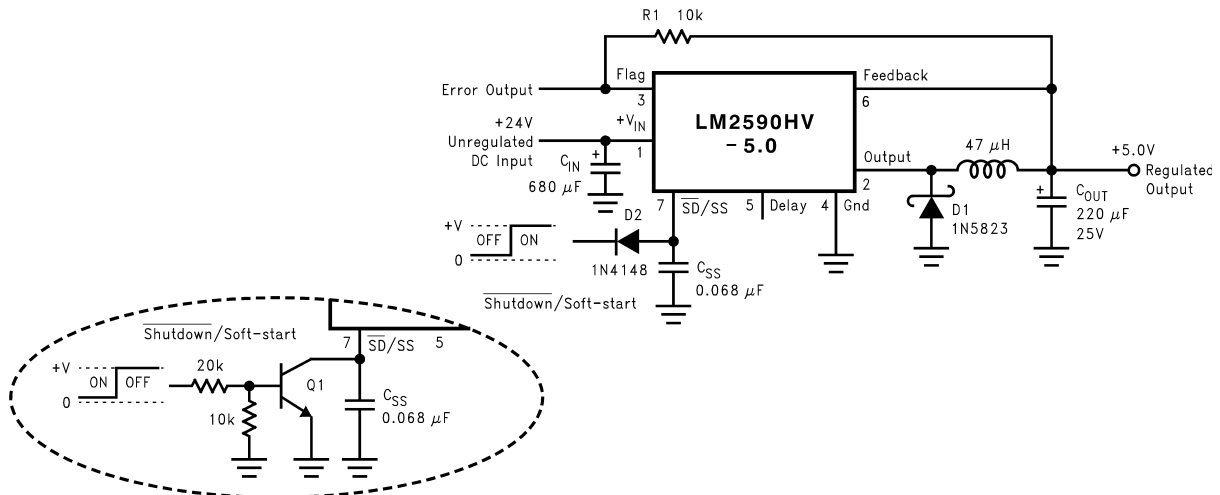 R1 10k
Flag
Feedback
Error Output
3
6
+24V
+V_IN
LM2590HV
Unregulated
1
- 5.0
DC Input
C_IN
+
680 μF
Output
2
47 μH
+5.0V
Regulated
Output
+
C_OUT
220 μF
25V
D1
1N5823
7
SD/SS
5
Delay
4
Gnd
+V
OFF
ON
0
D2
1N4148
C_SS
0.068 μF
Shutdown/Soft-start
Shutdown/Soft-start
7
SD/SS
5
+V
ON
OFF
0
20k
10k
Q1
C_SS
0.068 μF